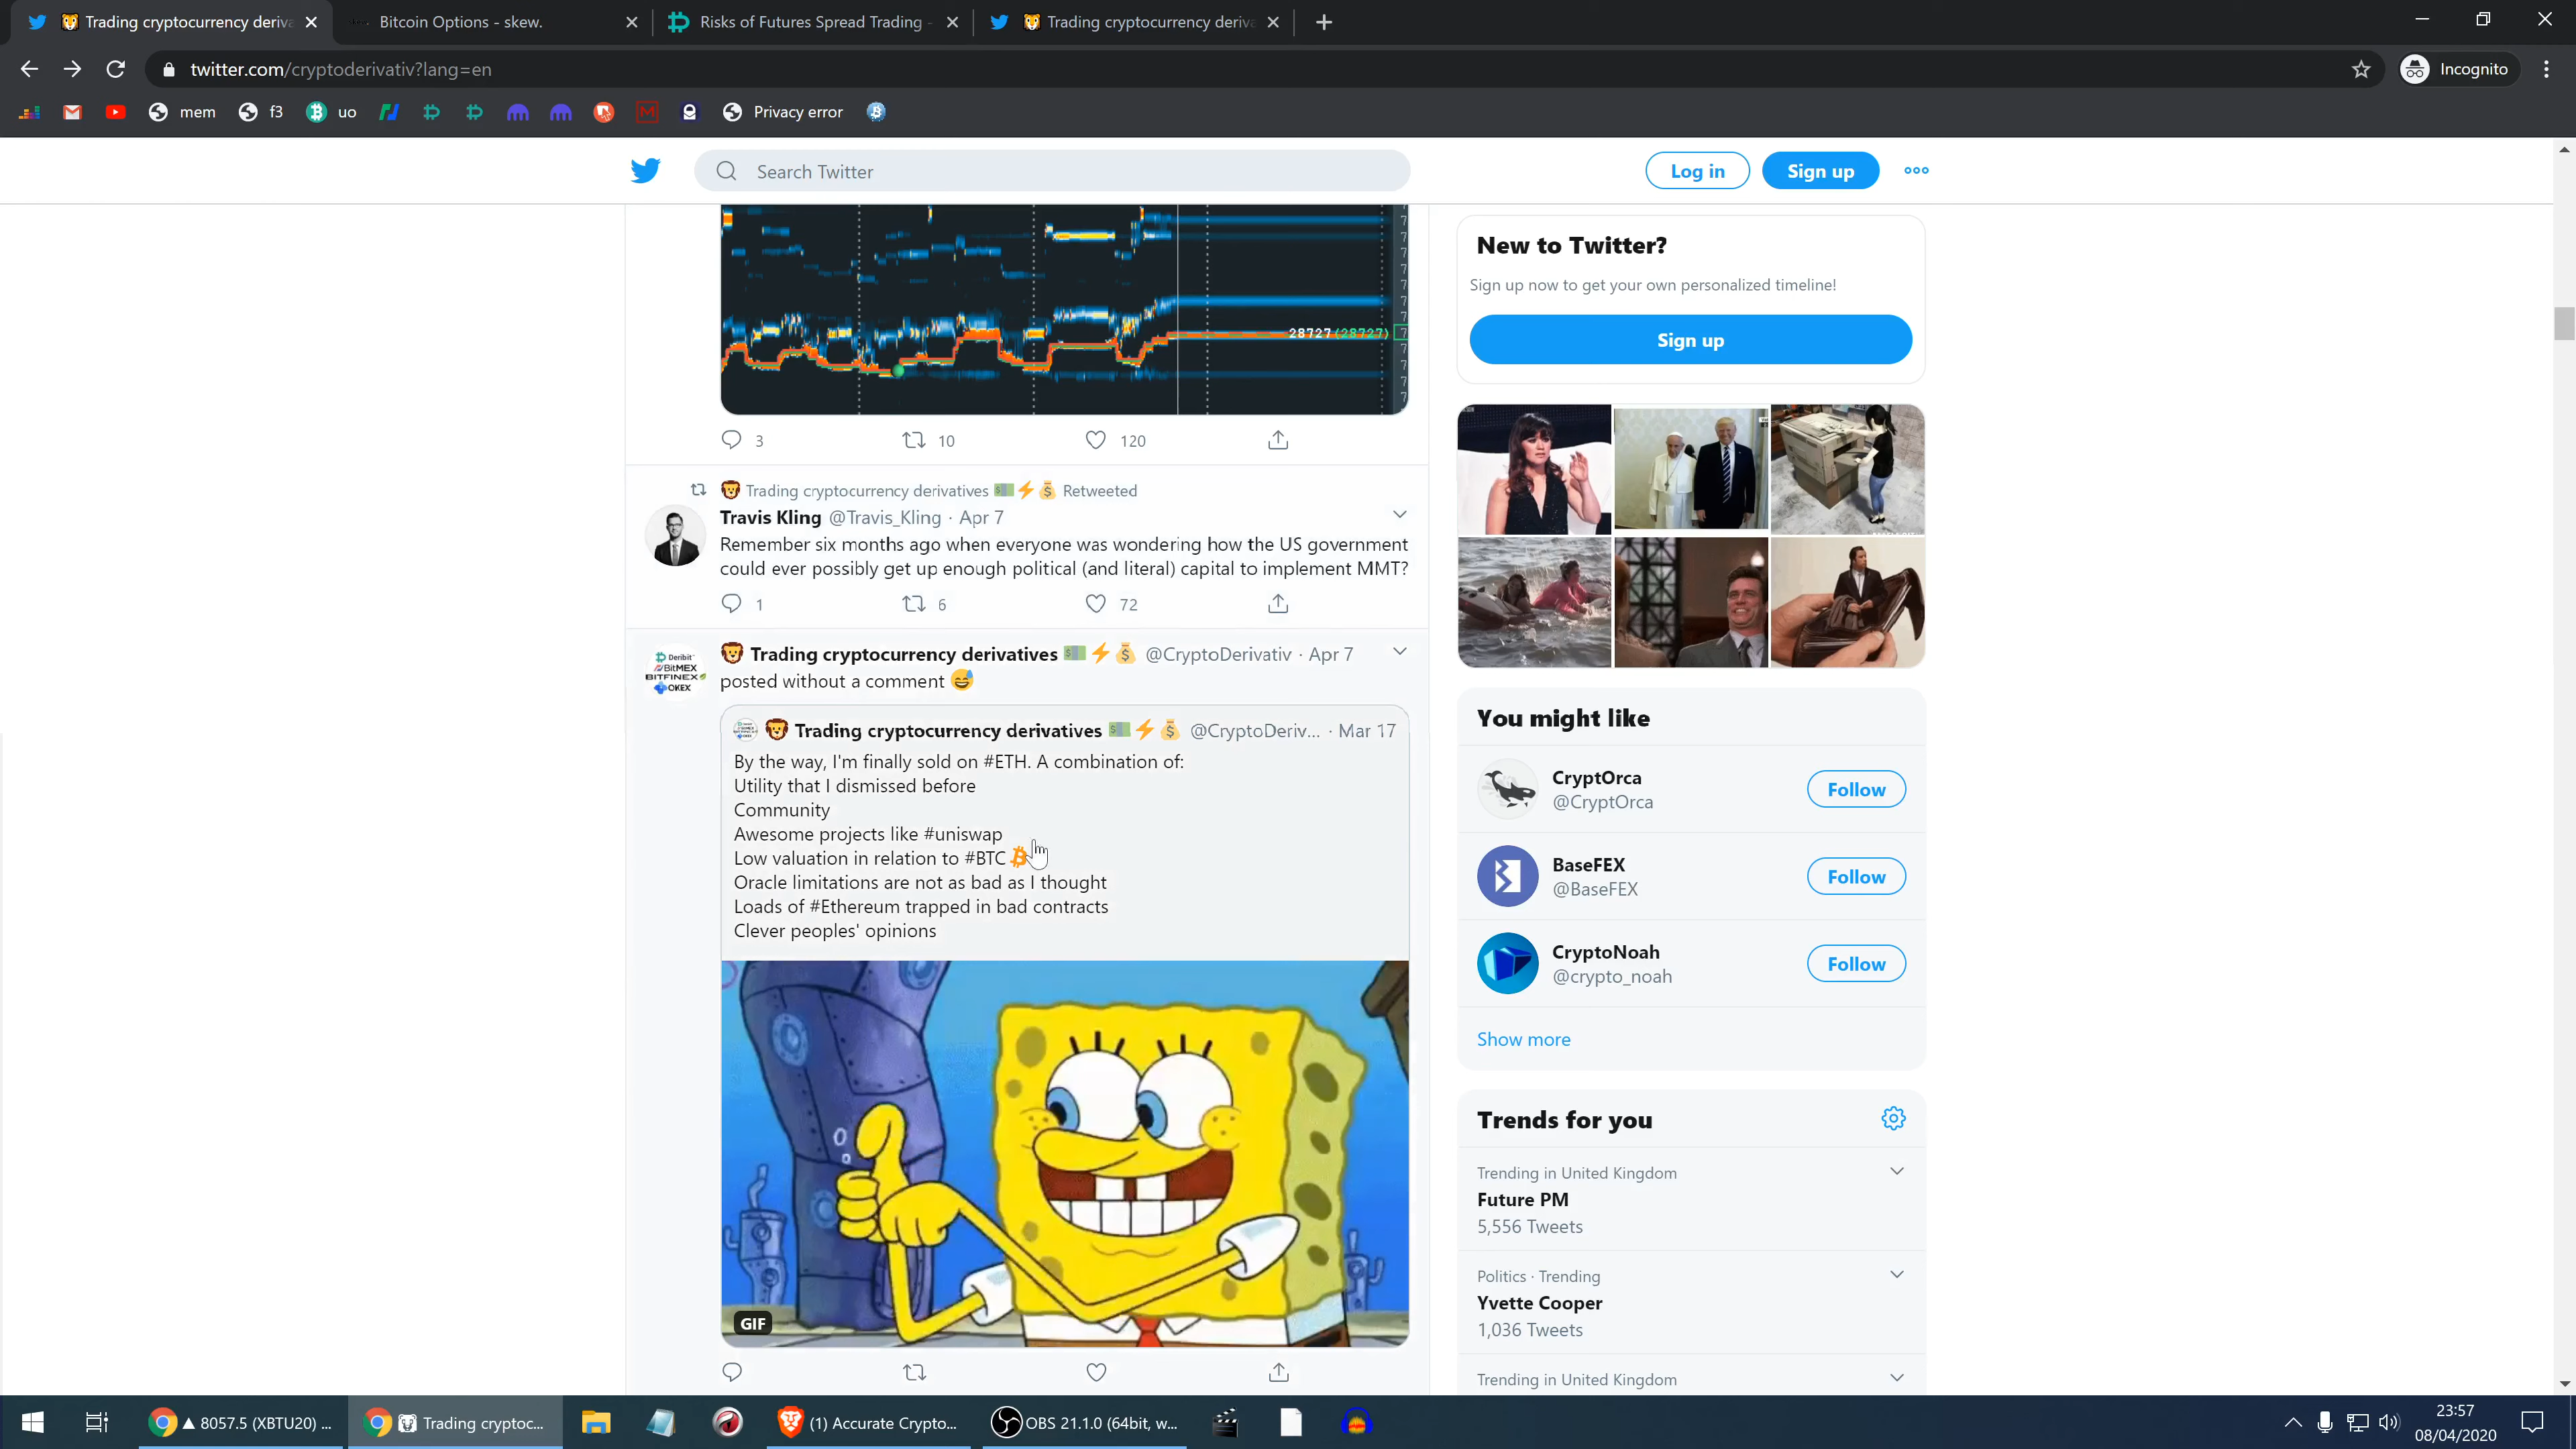 Trading cryptocurrency deriva
Bitcoin Options - skew.
Risks of Futures Spread Trading -
Trading cryptocurrency deriva
twitter.com/cryptoderivativ?lang=en
Incognito
mem
f3
uo
Privacy error
Search Twitter
Log in
Sign up
28727(28727)
3
10
120
Trading cryptocurrency derivatives Retweeted
Travis Kling @Travis_Kling · Apr 7
Remember six months ago when everyone was wondering how the US government
could ever possibly get up enough political (and literal) capital to implement MMT?
1
6
72
Deribit
BitMEX
BITFINEX
OKEX
Trading cryptocurrency derivatives @CryptoDerivativ · Apr 7
posted without a comment
Trading cryptocurrency derivatives @CryptoDeriv... · Mar 17
By the way, I'm finally sold on #ETH. A combination of:
Utility that I dismissed before
Community
Awesome projects like #uniswap
Low valuation in relation to #BTC
Oracle limitations are not as bad as I thought
Loads of #Ethereum trapped in bad contracts
Clever peoples' opinions
GIF
New to Twitter?
Sign up now to get your own personalized timeline!
Sign up
You might like
CryptOrca
@CryptOrca
Follow
BaseFEX
@BaseFEX
Follow
CryptoNoah
@crypto_noah
Follow
Show more
Trends for you
Trending in United Kingdom
Future PM
5,556 Tweets
Politics · Trending
Yvette Cooper
1,036 Tweets
Trending in United Kingdom
▲ 8057.5 (XBTU20) ...
Trading cryptoc...
(1) Accurate Crypto...
OBS 21.1.0 (64bit, w...
23:57
08/04/2020